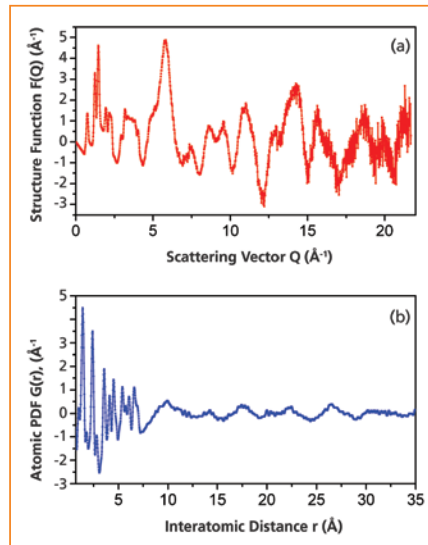 (a)
Structure Function F(Q) (Å⁻¹)
5
4
3
2
1
0
-1
-2
-3
0 5 10 15 20
Scattering Vector Q (Å⁻¹)
(b)
Atomic PDF G(r), (Å⁻¹)
5
4
3
2
1
0
-1
-2
-3
5 10 15 20 25 30 35
Interatomic Distance r (Å)